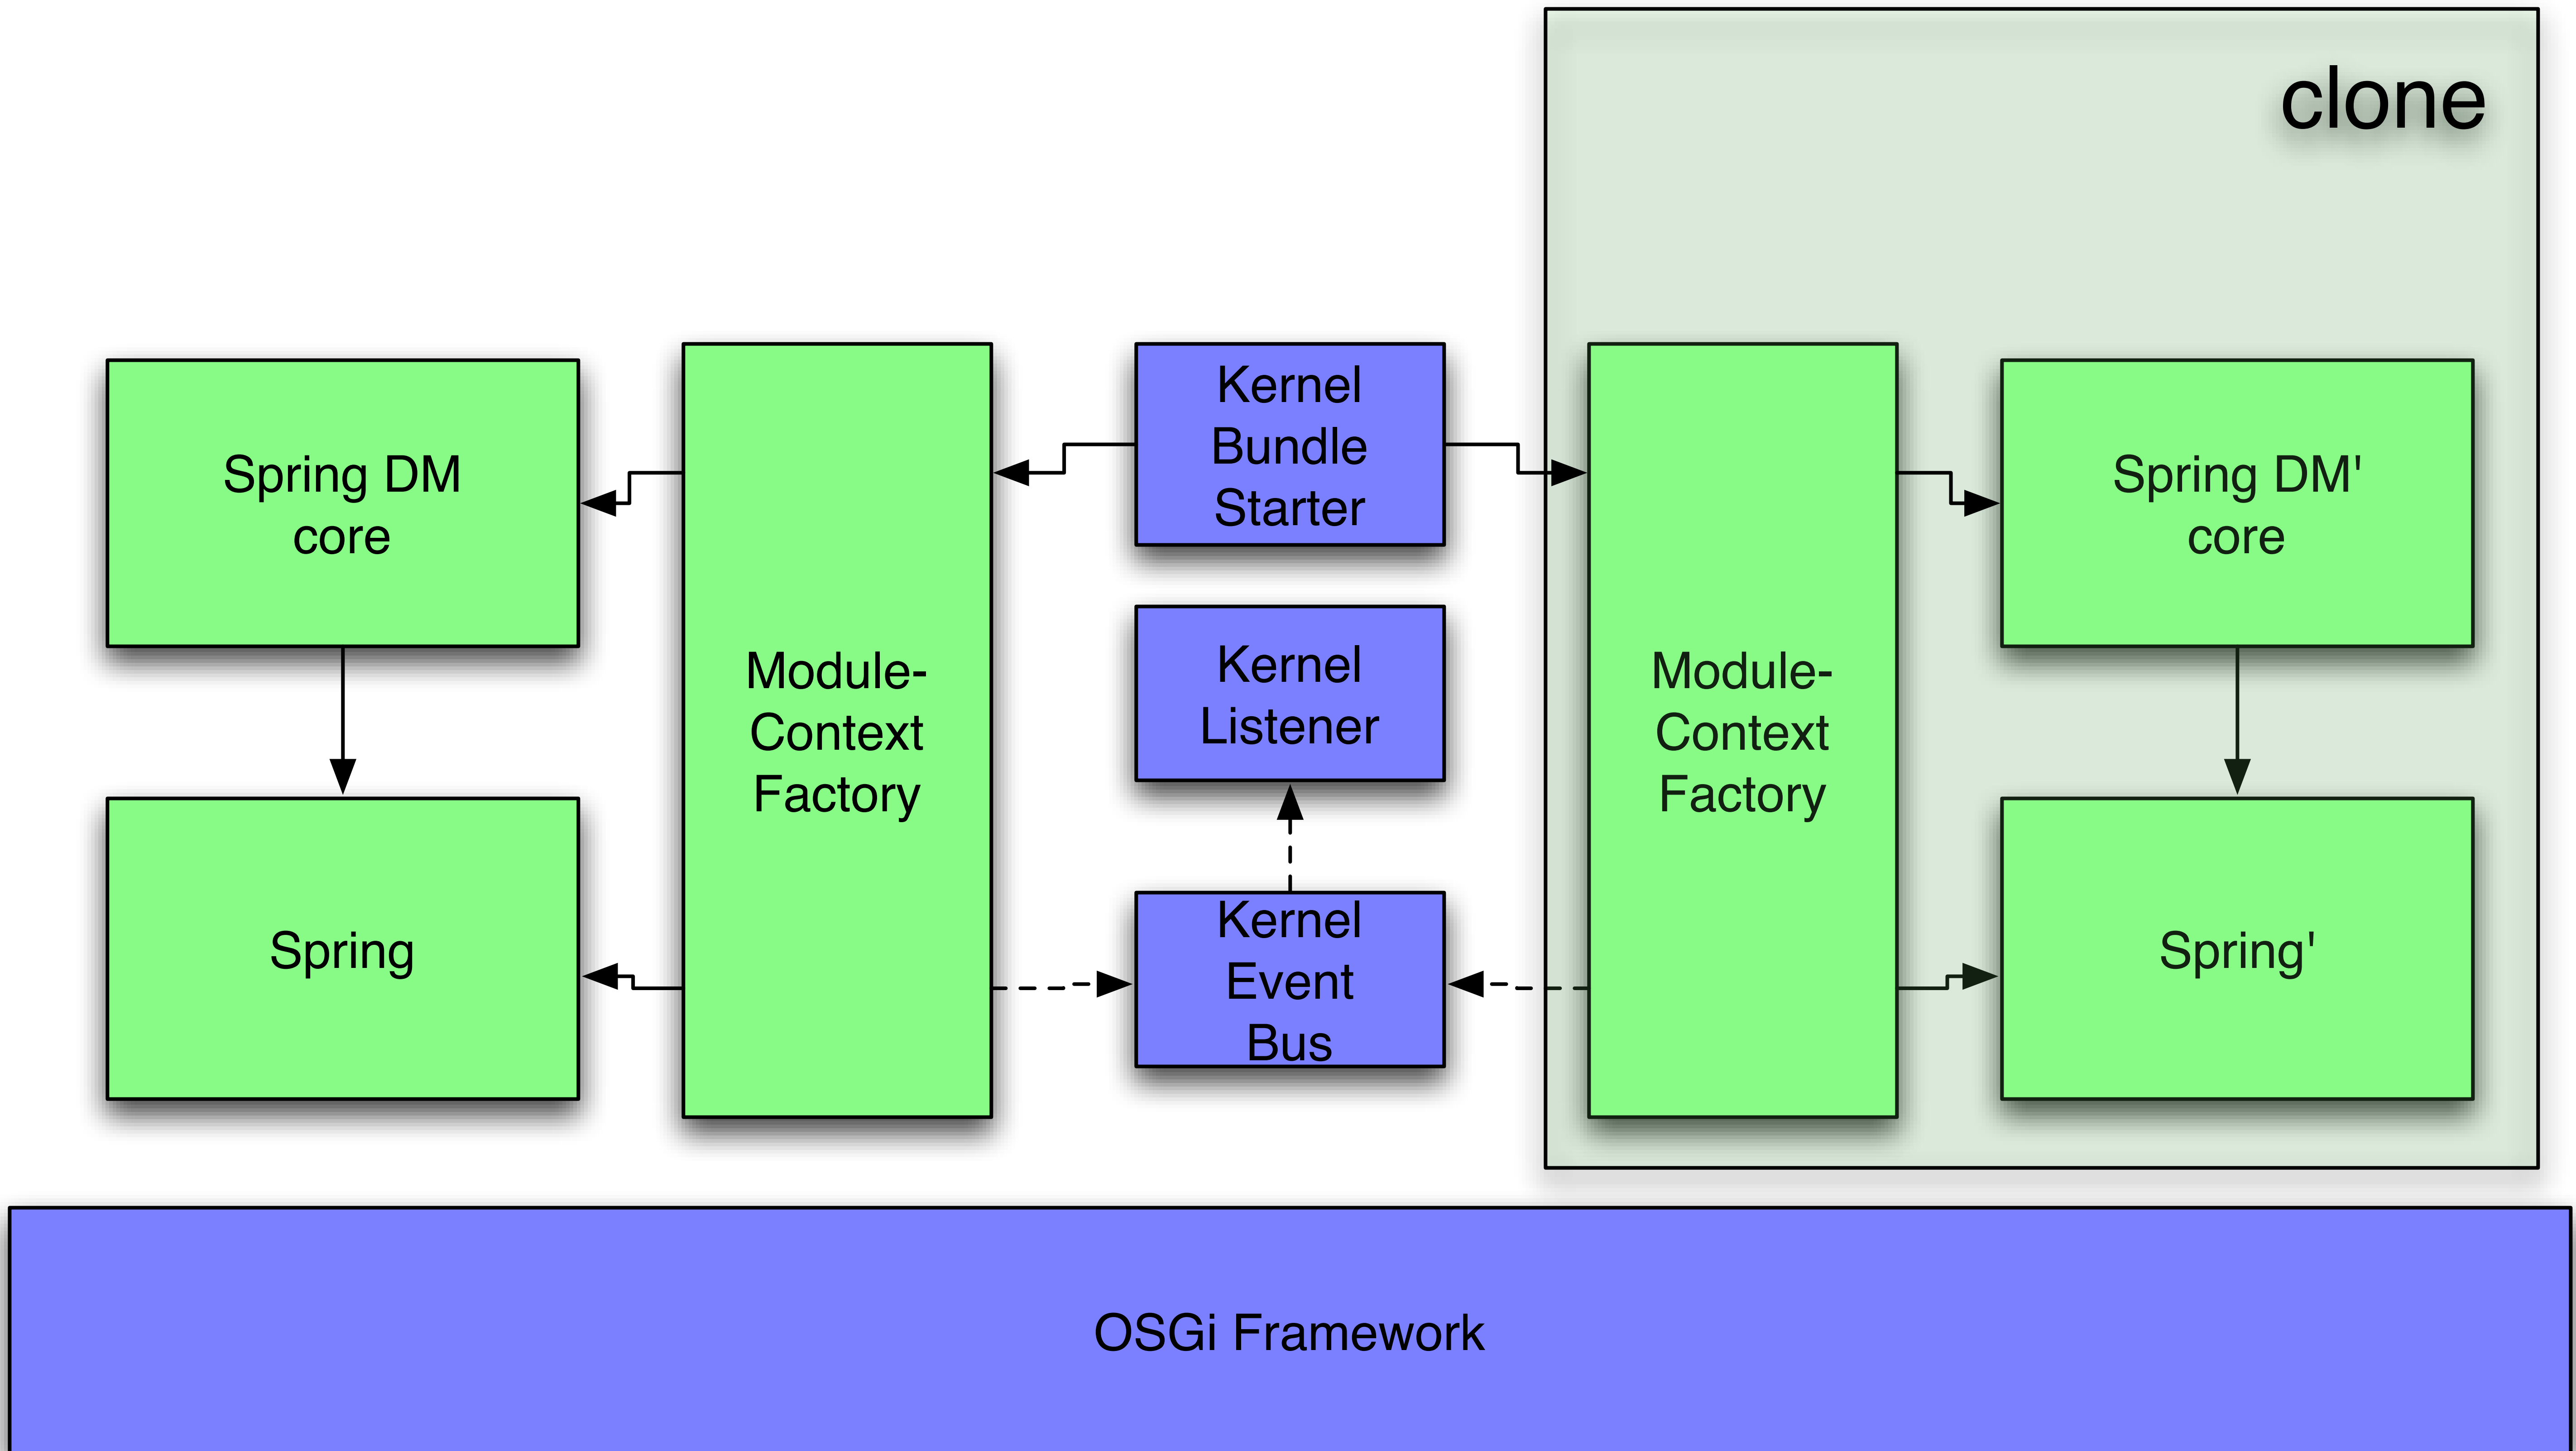 clone
Spring DM
core
Module-
Context
Factory
Kernel
Bundle
Starter
Kernel
Listener
Kernel
Event
Bus
Module-
Context
Factory
Spring DM'
core
Spring
Spring'
OSGi Framework